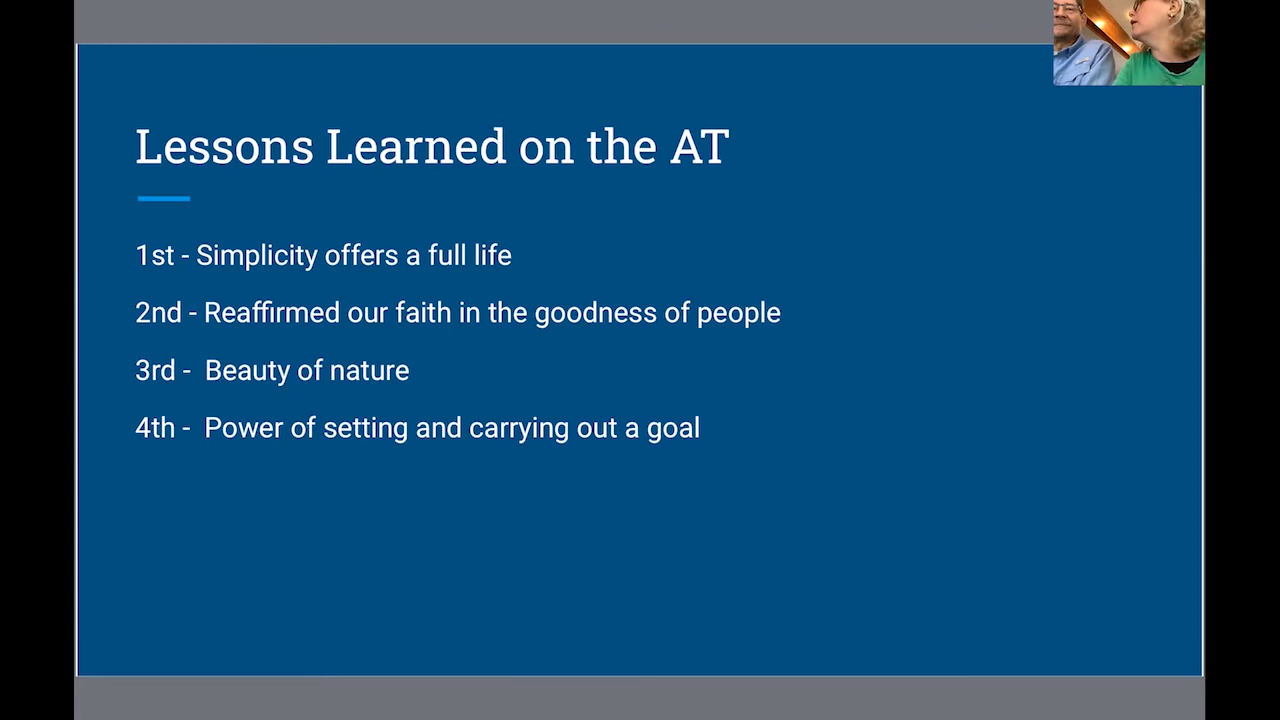 Lessons Learned on the AT
1st - Simplicity offers a full life
2nd - Reaffirmed our faith in the goodness of people
3rd -  Beauty of nature
4th -  Power of setting and carrying out a goal